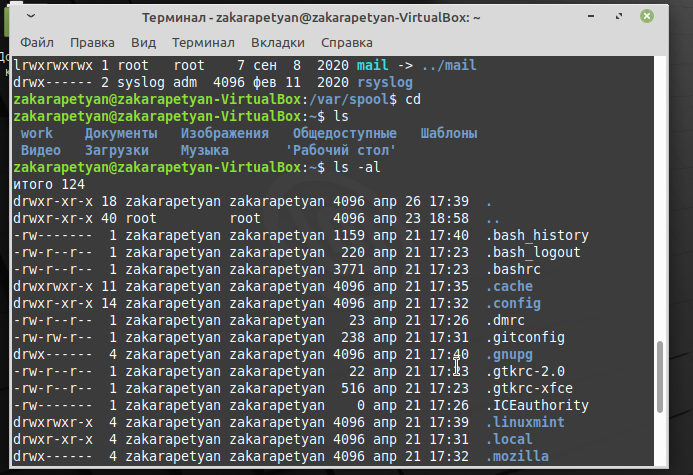 Терминал - zakarapetyan@zakarapetyan-VirtualBox: ~
Файл Правка Вид Терминал Вкладки Справка
lrwxrwxrwx 1 root root 7 сен 8 2020 mail -> ../mail
drwx------ 2 syslog adm 4096 фев 11 2020 rsyslog
zakarapetyan@zakarapetyan-VirtualBox:/var/spool$ cd
zakarapetyan@zakarapetyan-VirtualBox:~$ ls
work Документы Изображения Общедоступные Шаблоны
Видео Загрузки Музыка 'Рабочий стол'
zakarapetyan@zakarapetyan-VirtualBox:~$ ls -al
итого 124
drwxr-xr-x 18 zakarapetyan zakarapetyan 4096 апр 26 17:39 .
drwxr-xr-x 40 root root 4096 апр 23 18:58 ..
-rw------- 1 zakarapetyan zakarapetyan 1159 апр 21 17:40 .bash_history
-rw-r--r-- 1 zakarapetyan zakarapetyan 220 апр 21 17:23 .bash_logout
-rw-r--r-- 1 zakarapetyan zakarapetyan 3771 апр 21 17:23 .bashrc
drwxrwxr-x 11 zakarapetyan zakarapetyan 4096 апр 21 17:35 .cache
drwxr-xr-x 14 zakarapetyan zakarapetyan 4096 апр 21 17:32 .config
-rw-r--r-- 1 zakarapetyan zakarapetyan 23 апр 21 17:26 .dmrc
-rw-rw-r-- 1 zakarapetyan zakarapetyan 238 апр 21 17:31 .gitconfig
drwx------ 4 zakarapetyan zakarapetyan 4096 апр 21 17:40 .gnupg
-rw-r--r-- 1 zakarapetyan zakarapetyan 22 апр 21 17:23 .gtkrc-2.0
-rw-r--r-- 1 zakarapetyan zakarapetyan 516 апр 21 17:23 .gtkrc-xfce
-rw------- 1 zakarapetyan zakarapetyan 0 апр 21 17:26 .ICEauthority
drwxrwxr-x 4 zakarapetyan zakarapetyan 4096 апр 21 17:39 .linuxmint
drwxr-xr-x 4 zakarapetyan zakarapetyan 4096 апр 21 17:31 .local
drwx------ 4 zakarapetyan zakarapetyan 4096 апр 21 17:32 .mozilla